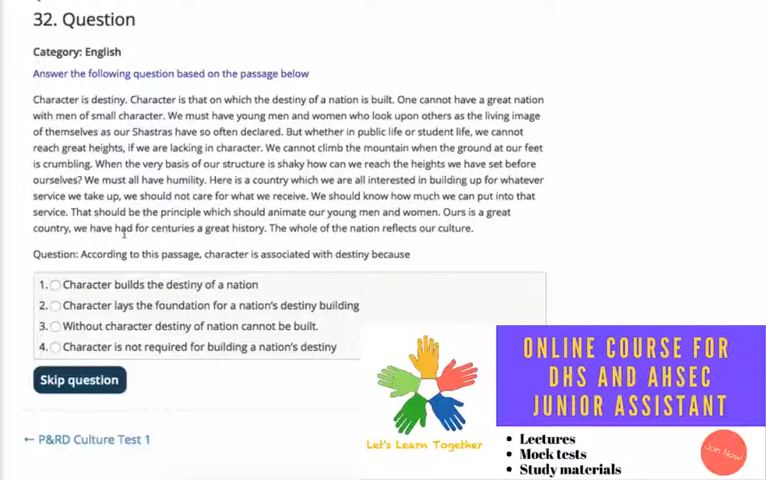 32. Question
Category: English
Answer the following question based on the passage below
Character is destiny. Character is that on which the destiny of a nation is built. One cannot have a great nation
with men of small character. We must have young men and women who look upon others as the living image
of themselves as our Shastras have so often declared. But whether in public life or student life, we cannot
reach great heights, if we are lacking in character. We cannot climb the mountain when the ground at our feet
is crumbling. When the very basis of our structure is shaky how can we reach the heights we have set before
ourselves? We must all have humility. Here is a country which we are all interested in building up for whatever
service we take up, we should not care for what we receive. We should know how much we can put into that
service. That should be the principle which should animate our young men and women. Ours is a great
country, we have had for centuries a great history. The whole of the nation reflects our culture.
Question: According to this passage, character is associated with destiny because
1. Character builds the destiny of a nation
2. Character lays the foundation for a nation's destiny building
3. Without character destiny of nation cannot be built.
4. Character is not required for building a nation's destiny
Skip question
← P&RD Culture Test 1
Let's Learn Together
ONLINE COURSE FOR
DHS AND AHSEC
JUNIOR ASSISTANT
• Lectures
• Mock tests
• Study materials
Join Now!